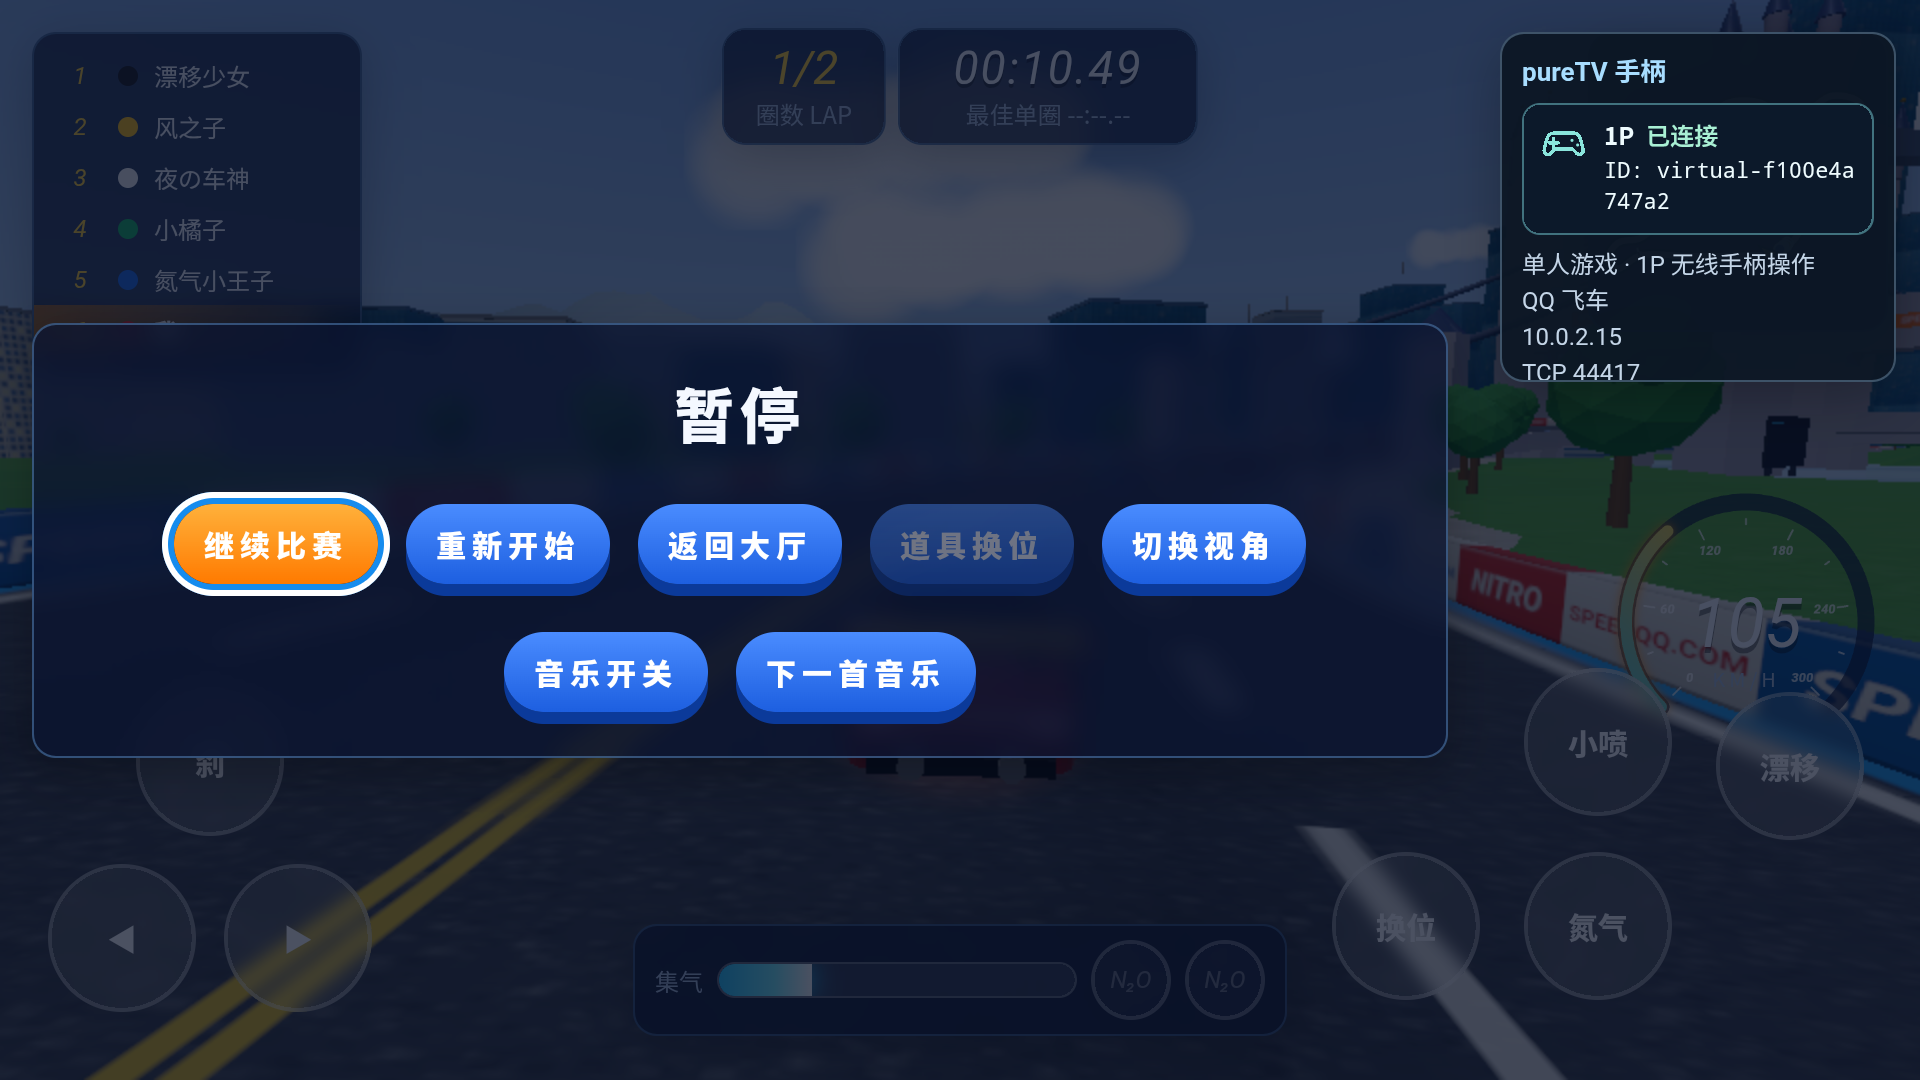 1 漂移少女
2 风之子
3 夜の车神
4 小橘子
5 氮气小王子
1/2
圈数 LAP
00:10.49
最佳单圈 --:--.--
pureTV 手柄
1P 已连接
ID: virtual-f100e4a
747a2
单人游戏 · 1P 无线手柄操作
QQ 飞车
10.0.2.15
TCP 44417
暂停
继续比赛
重新开始
返回大厅
道具换位
切换视角
音乐开关
下一首音乐
NITRO
SPEE
QQ.COM
0
60
120
180
240
300
105
H
刹
◀
▶
小喷
漂移
换位
氮气
集气
N₂O
N₂O